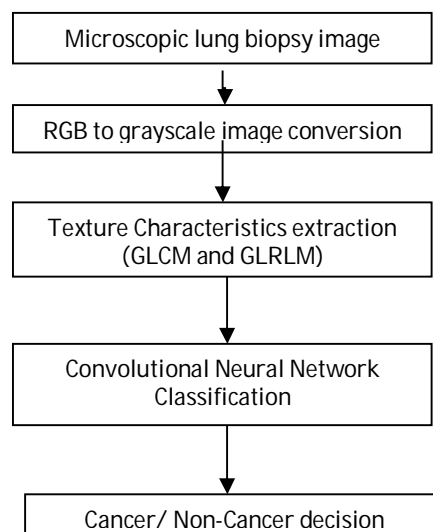 Microscopic lung biopsy image
RGB to grayscale image conversion
Texture Characteristics extraction
(GLCM and GLRLM)
Convolutional Neural Network
Classification
Cancer/ Non-Cancer decision